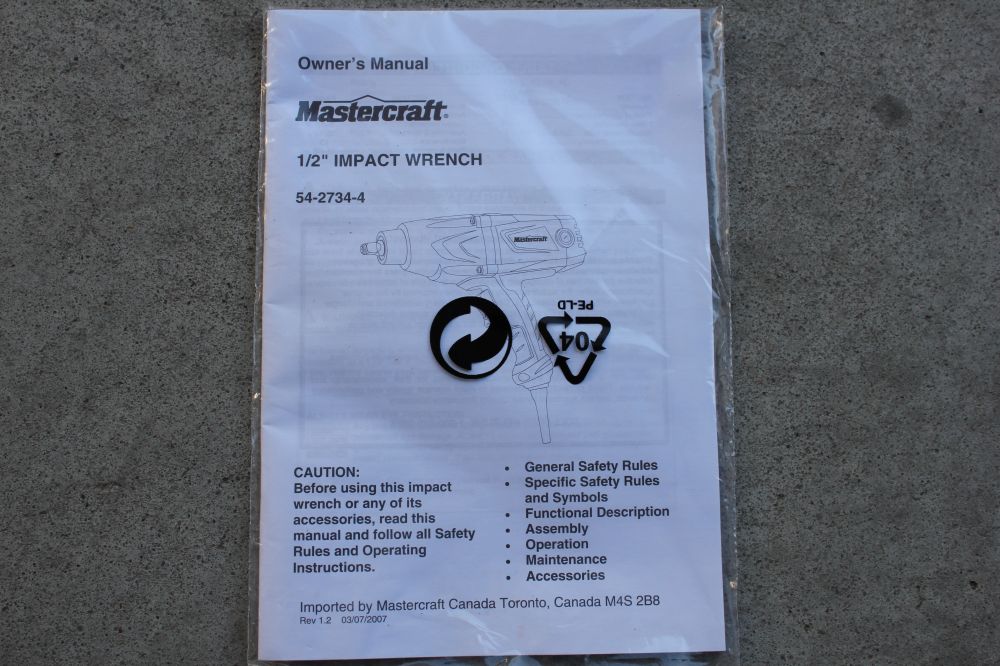 Owner's Manual
Mastercraft®
1/2" IMPACT WRENCH
54-2734-4
Mastercraft
PE-LD
04
CAUTION:
Before using this impact
wrench or any of its
accessories, read this
manual and follow all Safety
Rules and Operating
Instructions.
• General Safety Rules
• Specific Safety Rules
and Symbols
• Functional Description
• Assembly
• Operation
• Maintenance
• Accessories
Imported by Mastercraft Canada Toronto, Canada M4S 2B8
Rev 1.2 03/07/2007